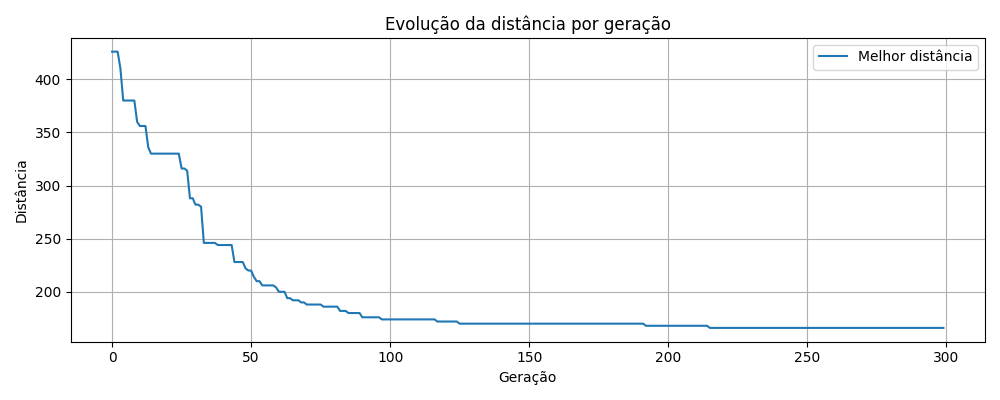 Evolução da distância por geração
Melhor distância
Distância
400
350
300
250
200
0 50 100 150 200 250 300
Geração